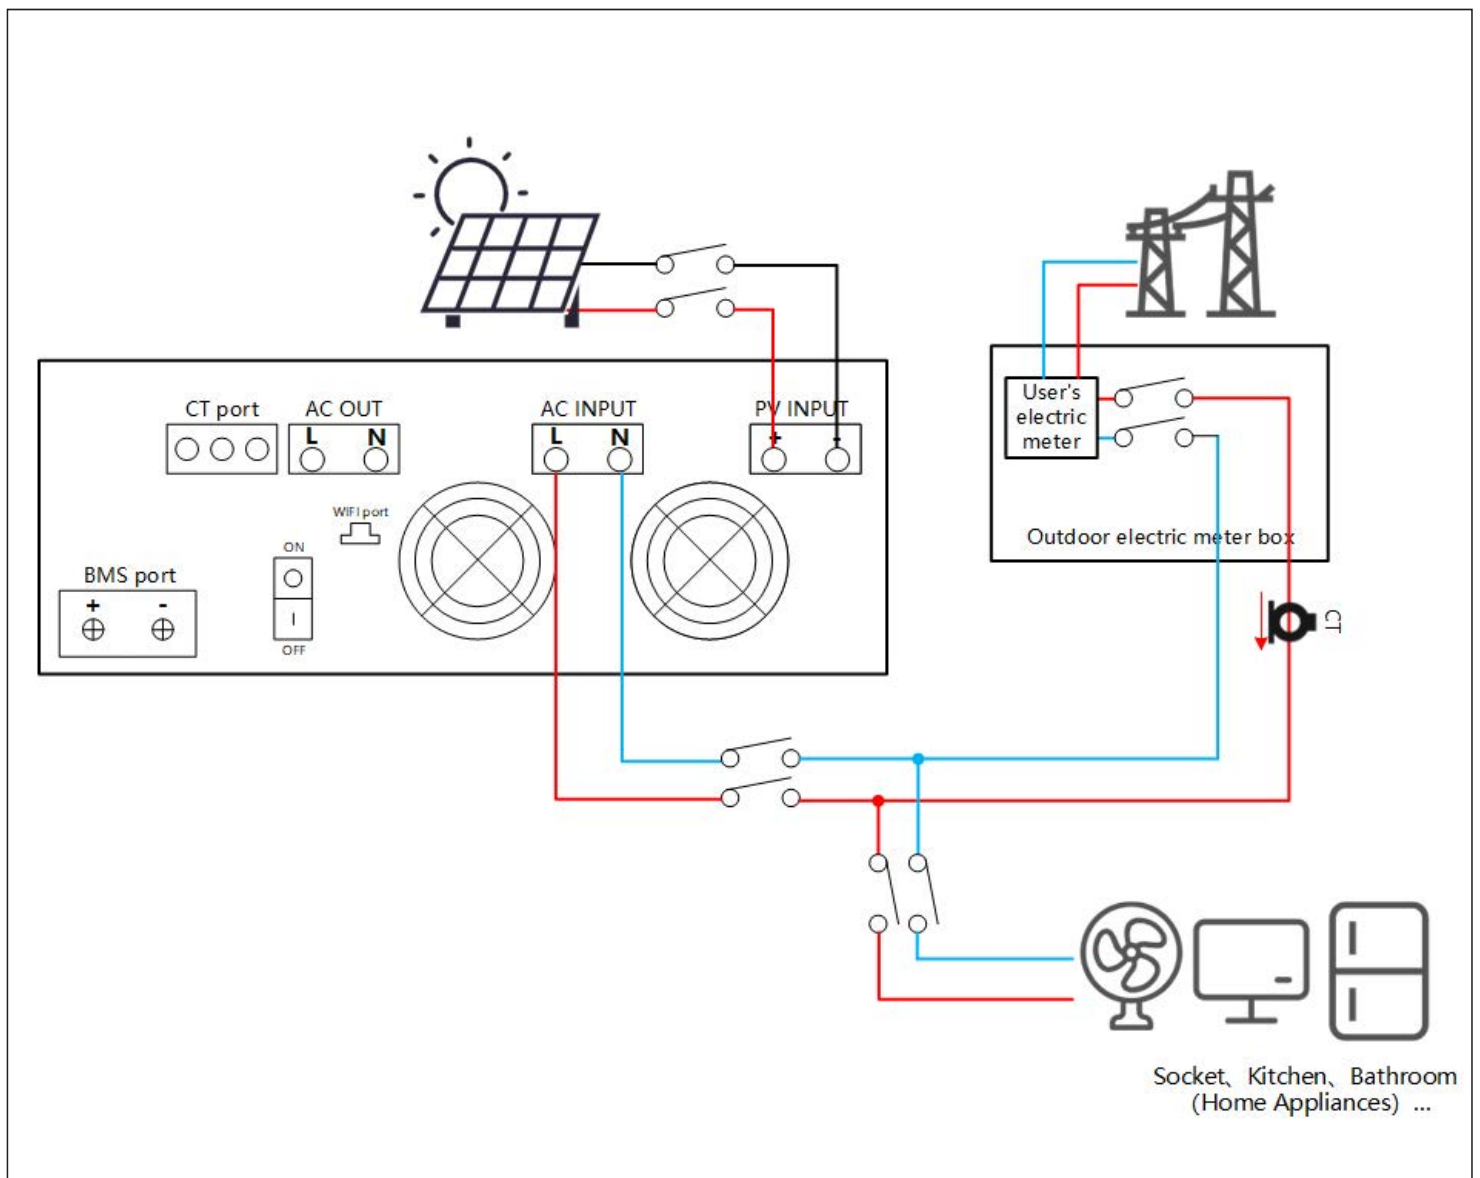 CT port
AC OUT
AC INPUT
PV INPUT
L N
L N
+ -
User's
electric
meter
WIFI port
Outdoor electric meter box
ON
I
OFF
BMS port
+ -
CT
Socket、Kitchen、Bathroom
(Home Appliances) ...